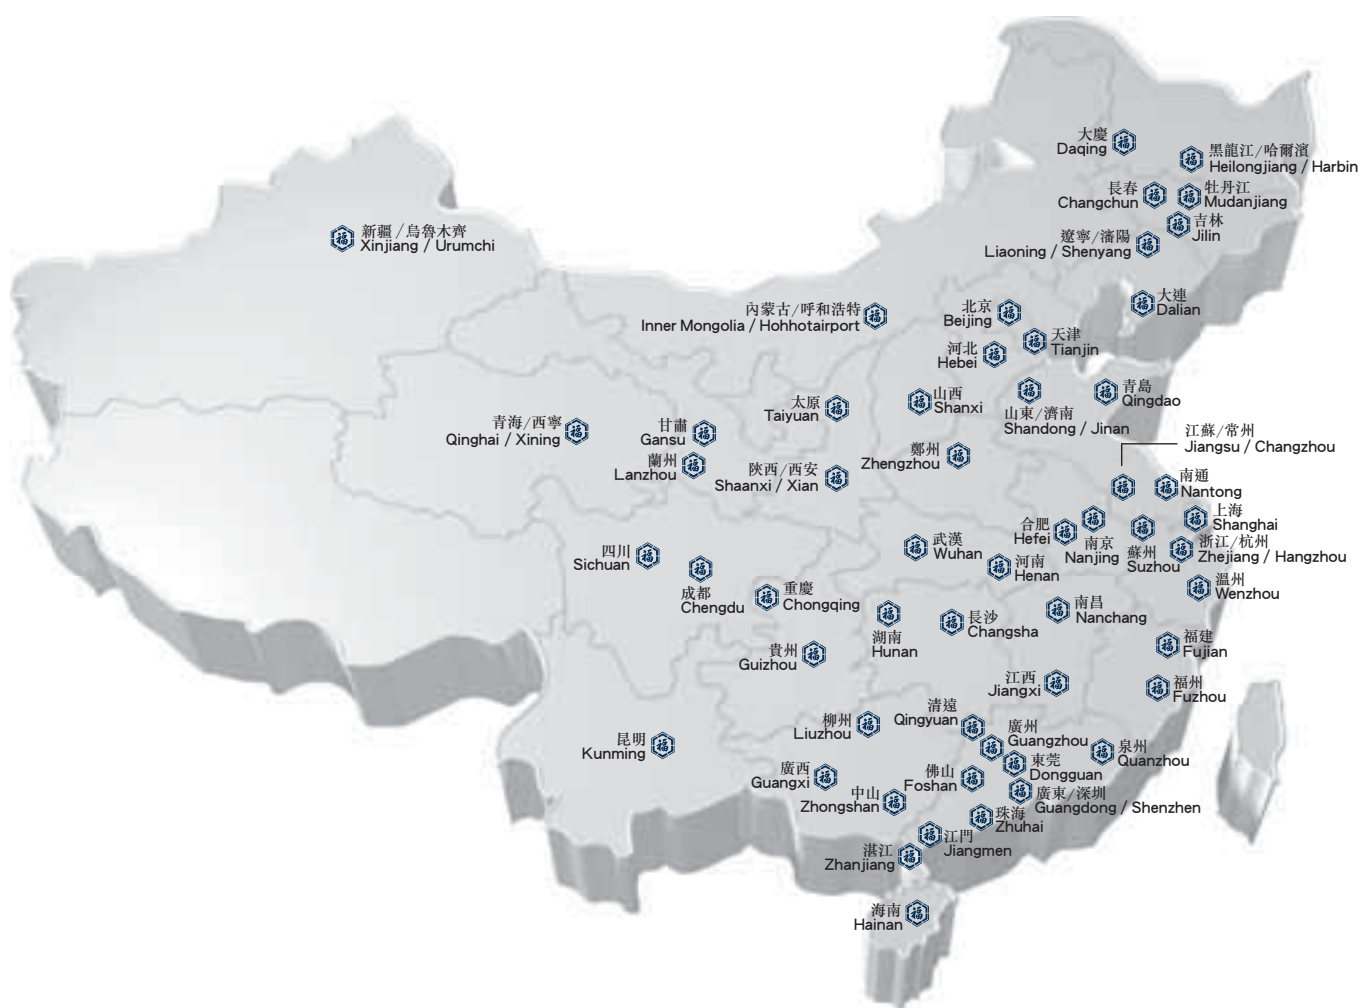 大慶
Daqing
黑龍江/哈爾濱
Heilongjiang / Harbin
長春
Changchun
牡丹江
Mudanjiang
吉林
Jilin
遼寧/瀋陽
Liaoning / Shenyang
新疆 / 烏魯木齊
Xinjiang / Urumchi
大連
Dalian
內蒙古/呼和浩特
Inner Mongolia / Hohhotairport
北京
Beijing
天津
Tianjin
河北
Hebei
太原
Taiyuan
山西
Shanxi
山東/濟南
Shandong / Jinan
青島
Qingdao
青海/西寧
Qinghai / Xining
甘肅
Gansu
蘭州
Lanzhou
陝西/西安
Shaanxi / Xian
鄭州
Zhengzhou
江蘇/常州
Jiangsu / Changzhou
南通
Nantong
上海
Shanghai
合肥
Hefei
南京
Nanjing
蘇州
Suzhou
浙江/杭州
Zhejiang / Hangzhou
四川
Sichuan
成都
Chengdu
重慶
Chongqing
武漢
Wuhan
河南
Henan
溫州
Wenzhou
湖南
Hunan
長沙
Changsha
南昌
Nanchang
貴州
Guizhou
福建
Fujian
江西
Jiangxi
福州
Fuzhou
昆明
Kunming
柳州
Liuzhou
清遠
Qingyuan
廣州
Guangzhou
泉州
Quanzhou
廣西
Guangxi
佛山
Foshan
東莞
Dongguan
中山
Zhongshan
廣東/深圳
Guangdong / Shenzhen
珠海
Zhuhai
江門
Jiangmen
湛江
Zhanjiang
海南
Hainan